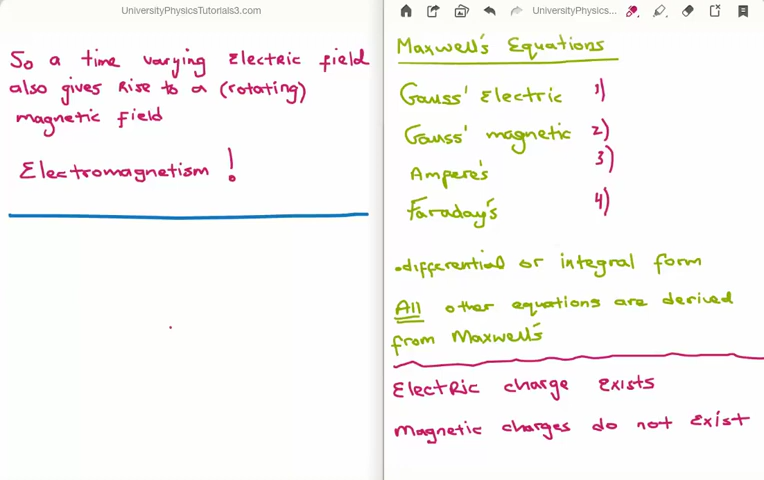 UniversityPhysicsTutorials3.com
So a time varying Electric field
also gives rise to a (rotating)
magnetic field
Electromagnetism !
UniversityPhysics...
Maxwell's Equations
Gauss' Electric 1)
Gauss' magnetic 2)
Ampere's 3)
Faraday's 4)
.differential or integral form
All other equations are derived
from Maxwell's
Electric charge Exists
Magnetic charges do not Exist